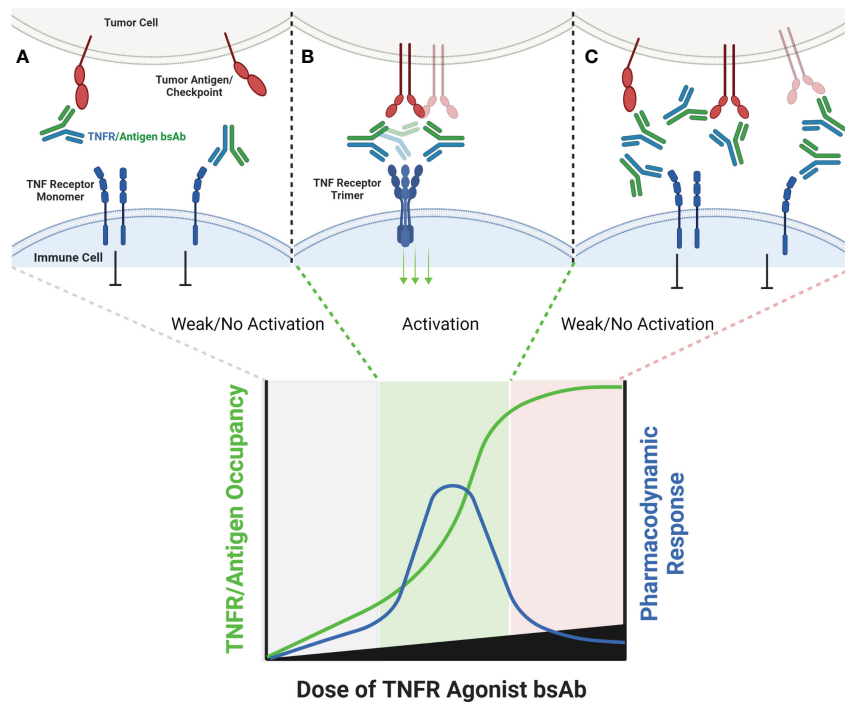 A
Tumor Cell
Tumor Antigen/
Checkpoint
TNFR/Antigen bsAb
TNF Receptor
Monomer
Immune Cell
B
TNF Receptor
Trimer
C
Weak/No Activation
Activation
Weak/No Activation
TNFR/Antigen Occupancy
Pharmacodynamic
Response
Dose of TNFR Agonist bsAb